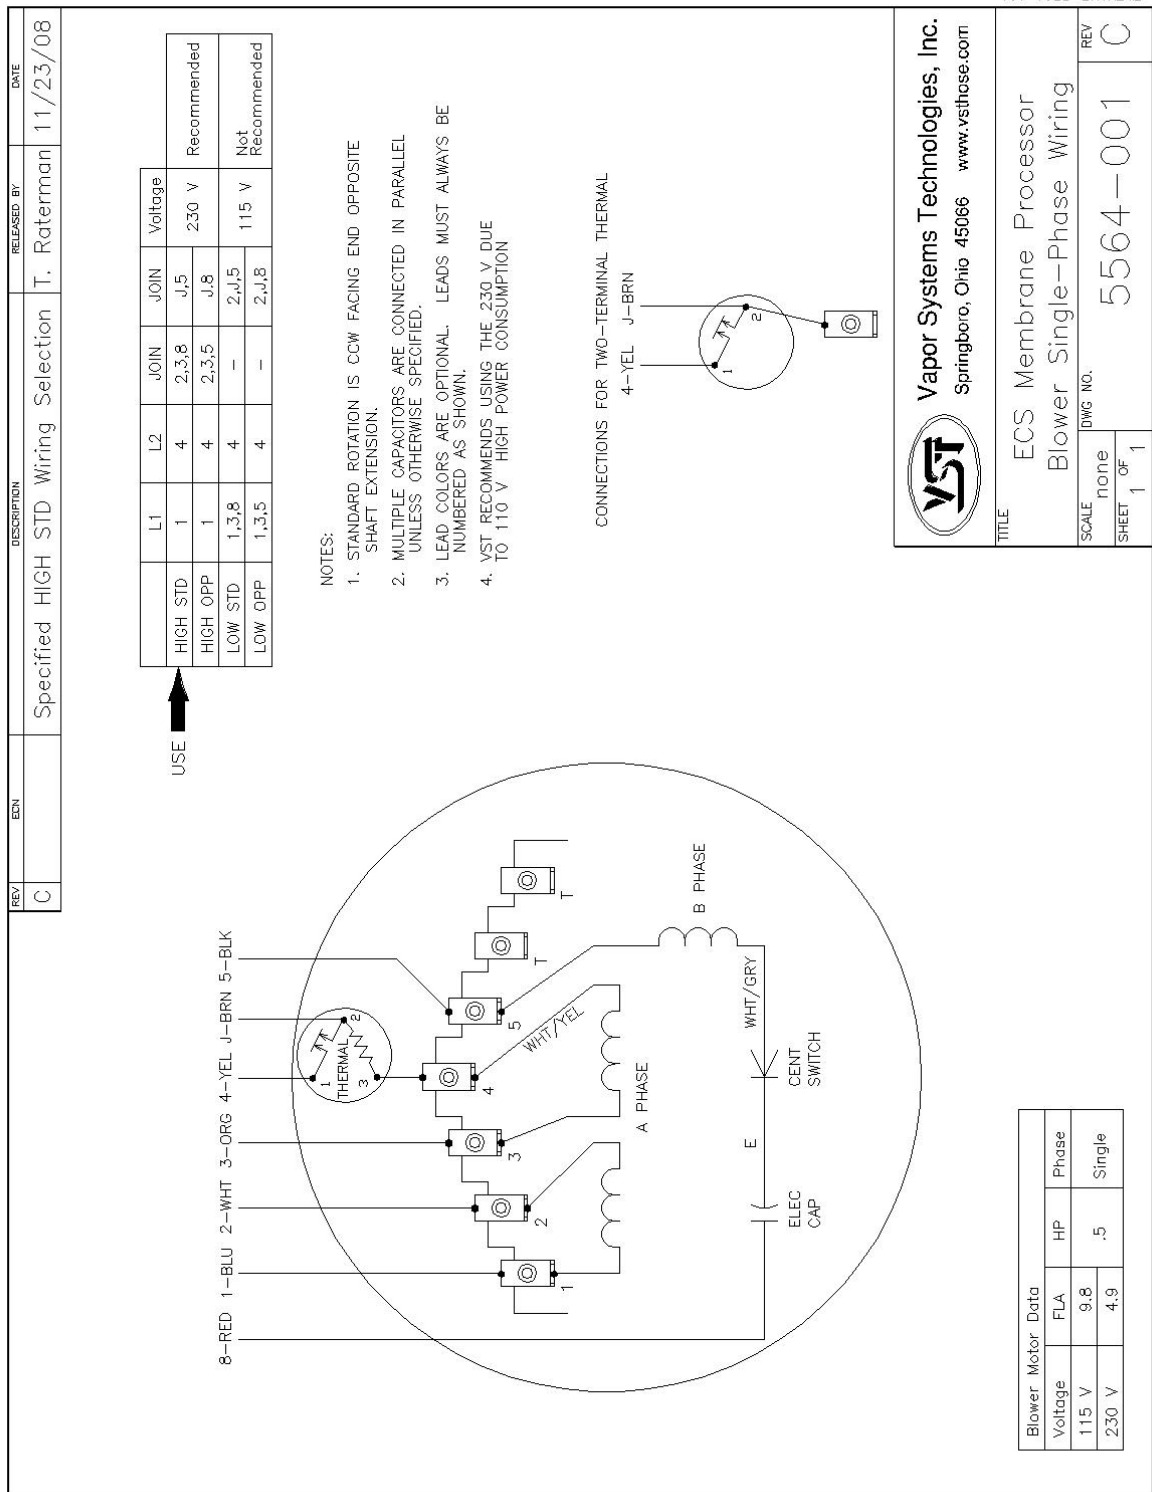 REV ECN DESCRIPTION RELEASED BY DATE
C Specified HIGH STD Wiring Selection T. Raterman 11/23/08
8-RED 1-BLU 2-WHT 3-ORG 4-YEL J-BRN 5-BLK
1
2
THERMAL
3
1
2
3
4
5
T
T
WHT/YEL
A PHASE
B PHASE
WHT/GRY
ELEC
CAP
E
CENT
SWITCH
USE
L1 L2 JOIN JOIN Voltage
HIGH STD 1 4 2,3,8 J,5 230 V Recommended
HIGH OPP 1 4 2,3,5 J.8
LOW STD 1,3,8 4 - 2,J,5 115 V Not
Recommended
LOW OPP 1,3,5 4 - 2,J,8
NOTES:
1. STANDARD ROTATION IS CCW FACING END OPPOSITE
SHAFT EXTENSION.
2. MULTIPLE CAPACITORS ARE CONNECTED IN PARALLEL
UNLESS OTHERWISE SPECIFIED.
3. LEAD COLORS ARE OPTIONAL. LEADS MUST ALWAYS BE
NUMBERED AS SHOWN.
4. VST RECOMMENDS USING THE 230 V DUE
TO 110 V HIGH POWER CONSUMPTION
CONNECTIONS FOR TWO-TERMINAL THERMAL
4-YEL J-BRN
1
2
Blower Motor Data
Voltage FLA HP Phase
115 V 9.8 .5 Single
230 V 4.9
VST
Vapor Systems Technologies, Inc.
Springboro, Ohio 45066 www.vsthose.com
TITLE
ECS Membrane Processor
Blower Single-Phase Wiring
SCALE none
SHEET 1 OF 1
DWG NO. 5564-001
REV C